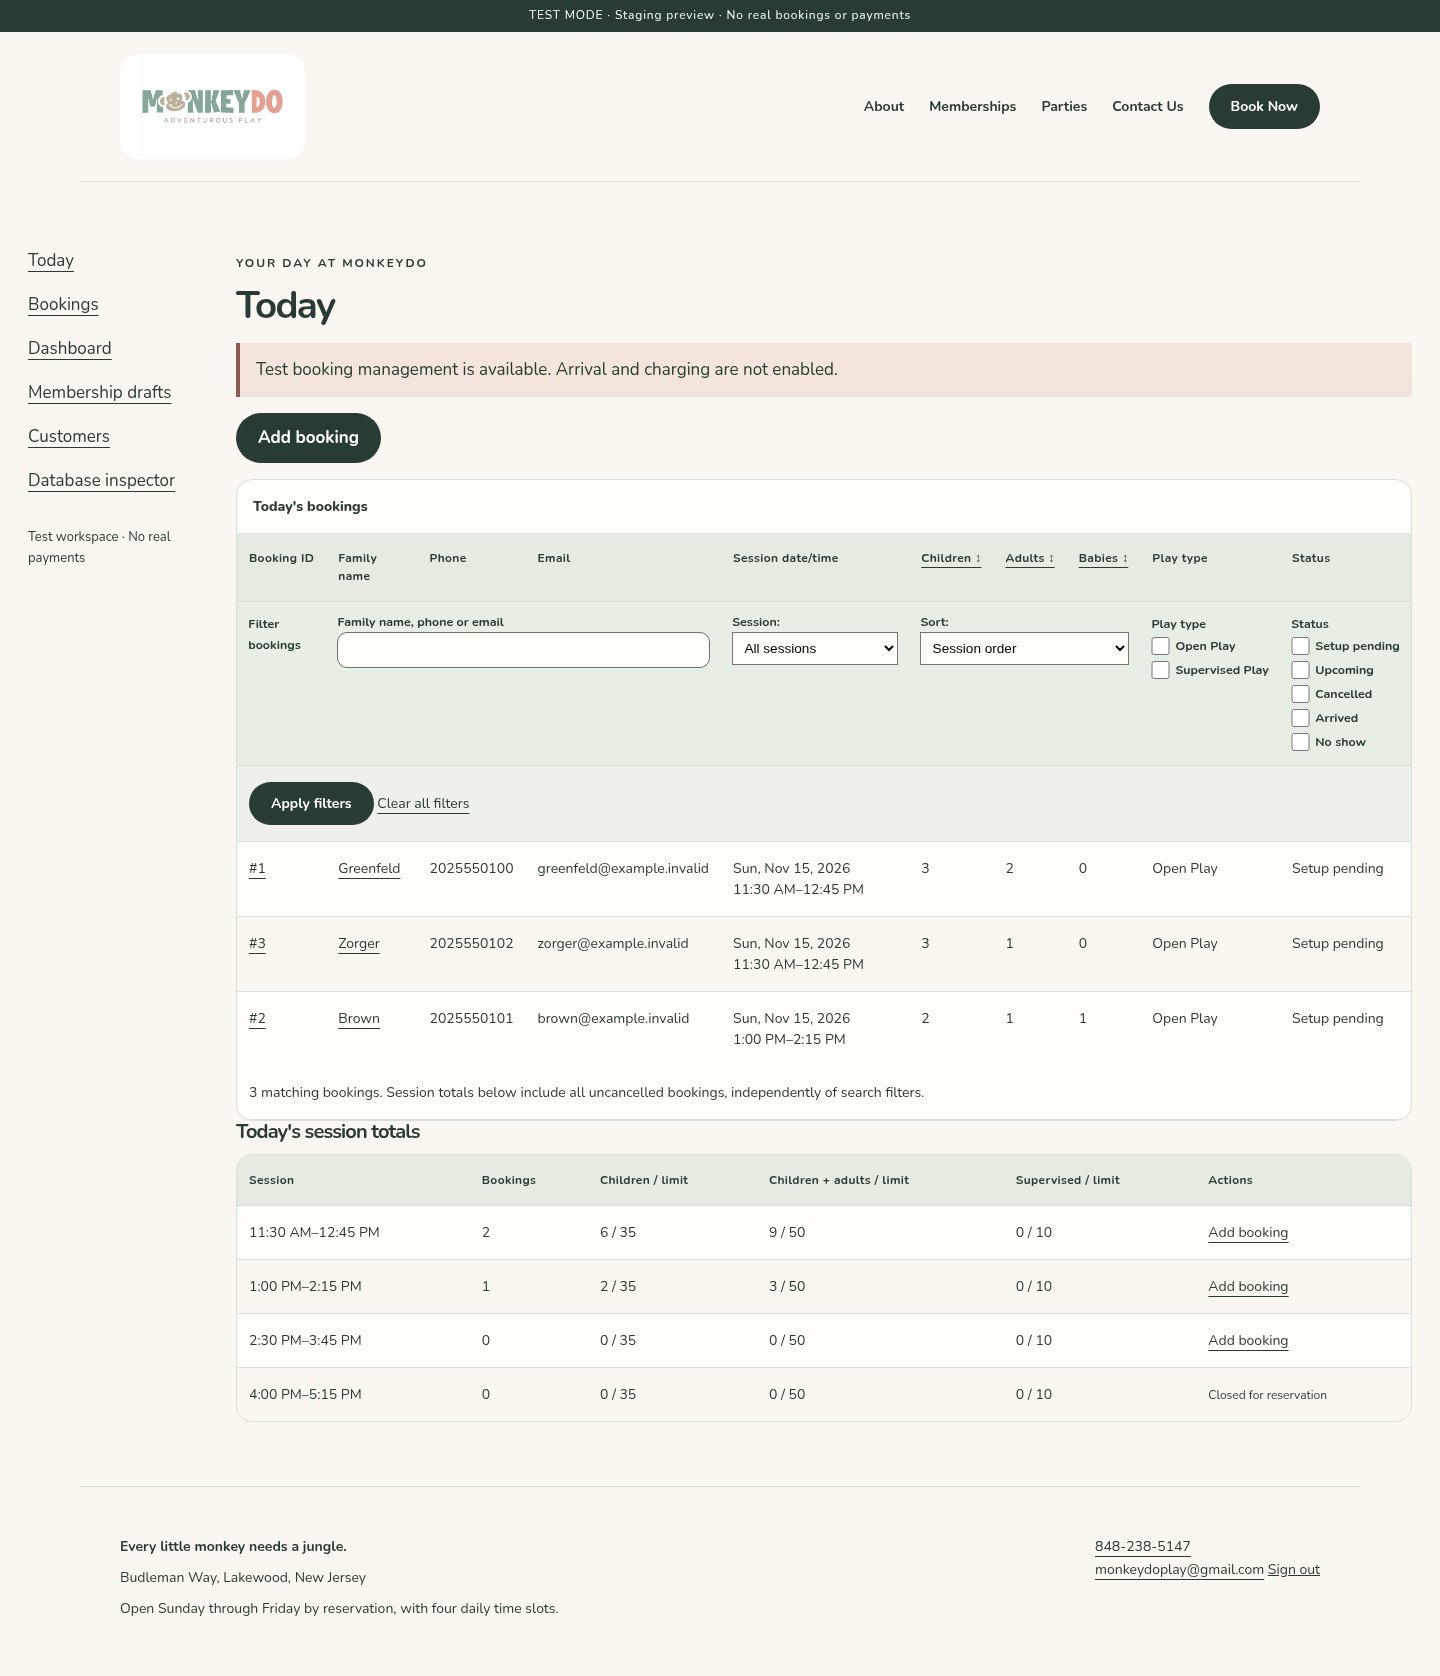 TEST MODE · Staging preview · No real bookings or payments
MONKEYDO
ADVENTUROUS PLAY
About Memberships Parties Contact Us Book Now
Today
Bookings
Dashboard
Membership drafts
Customers
Database inspector
Test workspace · No real
payments
YOUR DAY AT MONKEYDO
Today
Test booking management is available. Arrival and charging are not enabled.
Add booking
Today's bookings
Booking ID Family name Phone Email Session date/time Children ↕ Adults ↕ Babies ↕ Play type Status
Filter bookings
Family name, phone or email
Session:
All sessions
Sort:
Session order
Play type
Open Play
Supervised Play
Status
Setup pending
Upcoming
Cancelled
Arrived
No show
Apply filters Clear all filters
#1 Greenfeld 2025550100 greenfeld@example.invalid Sun, Nov 15, 2026 3 2 0 Open Play Setup pending
11:30 AM–12:45 PM
#3 Zorger 2025550102 zorger@example.invalid Sun, Nov 15, 2026 3 1 0 Open Play Setup pending
11:30 AM–12:45 PM
#2 Brown 2025550101 brown@example.invalid Sun, Nov 15, 2026 2 1 1 Open Play Setup pending
1:00 PM–2:15 PM
3 matching bookings. Session totals below include all uncancelled bookings, independently of search filters.
Today's session totals
Session Bookings Children / limit Children + adults / limit Supervised / limit Actions
11:30 AM–12:45 PM 2 6 / 35 9 / 50 0 / 10 Add booking
1:00 PM–2:15 PM 1 2 / 35 3 / 50 0 / 10 Add booking
2:30 PM–3:45 PM 0 0 / 35 0 / 50 0 / 10 Add booking
4:00 PM–5:15 PM 0 0 / 35 0 / 50 0 / 10 Closed for reservation
Every little monkey needs a jungle.
Budleman Way, Lakewood, New Jersey
Open Sunday through Friday by reservation, with four daily time slots.
848-238-5147
monkeydoplay@gmail.com Sign out